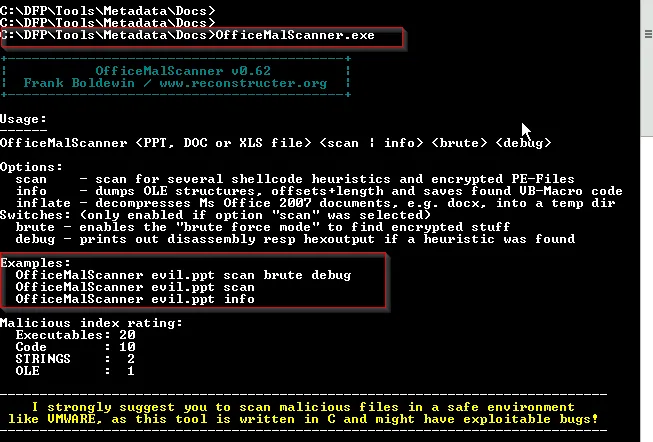 C:\DFP\Tools\Metadata\Docs>
C:\DFP\Tools\Metadata\Docs>
C:\DFP\Tools\Metadata\Docs>OfficeMalScanner.exe
OfficeMalScanner v0.62
Frank Boldewin / www.reconstructer.org
Usage:
------
OfficeMalScanner <PPT, DOC or XLS file> <scan | info> <brute> <debug>
Options:
scan - scan for several shellcode heuristics and encrypted PE-Files
info - dumps OLE structures, offsets+length and saves found VB-Macro code
inflate - decompresses Ms Office 2007 documents, e.g. docx, into a temp dir
Switches: (only enabled if option "scan" was selected)
brute - enables the "brute force mode" to find encrypted stuff
debug - prints out disassembly resp hexoutput if a heuristic was found
Examples:
OfficeMalScanner evil.ppt scan brute debug
OfficeMalScanner evil.ppt scan
OfficeMalScanner evil.ppt info
Malicious index rating:
Executables: 20
Code : 10
STRINGS : 2
OLE : 1
I strongly suggest you to scan malicious files in a safe environment
like VMWARE, as this tool is written in C and might have exploitable bugs!